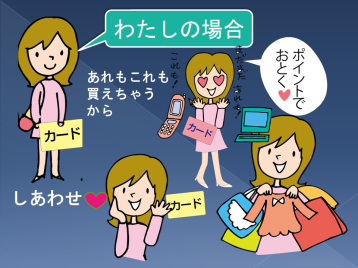 わたしの場合
あれもこれも
買えちゃう
から
カード
これも!
あれも!
カード
ポイントで
おとく
しあわせ
カード